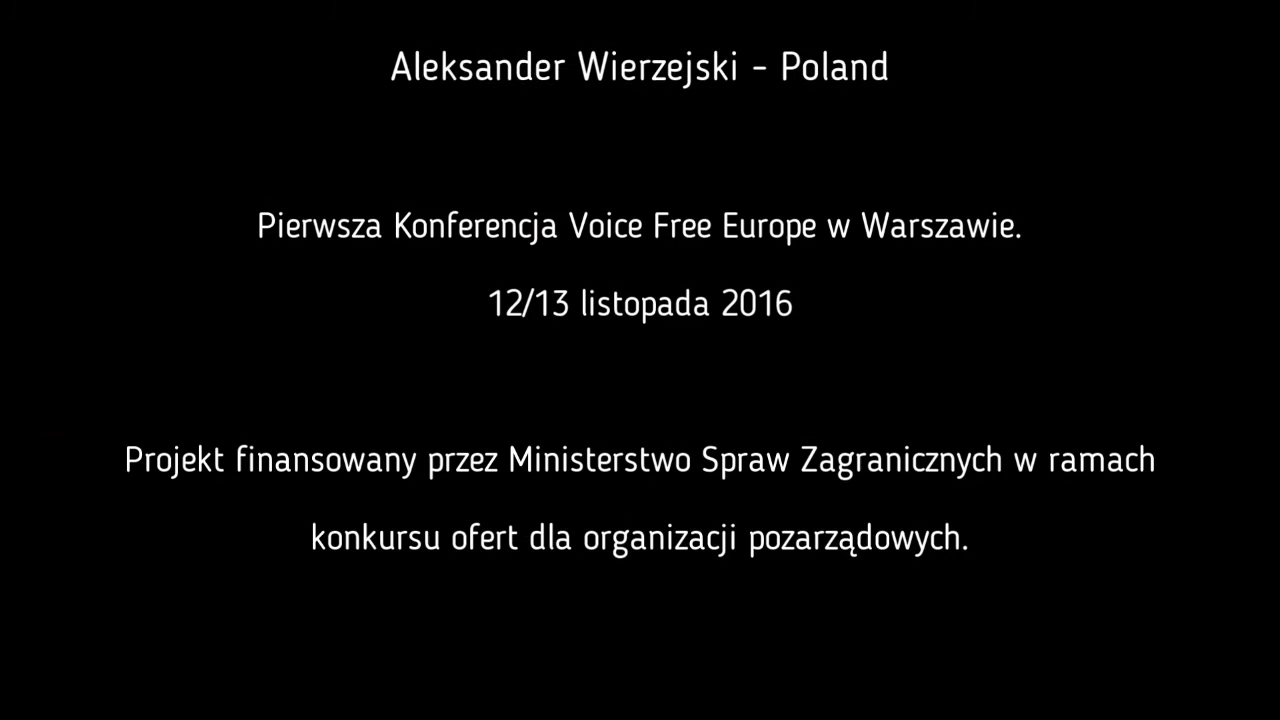 Aleksander Wierzejski - Poland
Pierwsza Konferencja Voice Free Europe w Warszawie.
12/13 listopada 2016
Projekt finansowany przez Ministerstwo Spraw Zagranicznych w ramach
konkursu ofert dla organizacji pozarządowych.